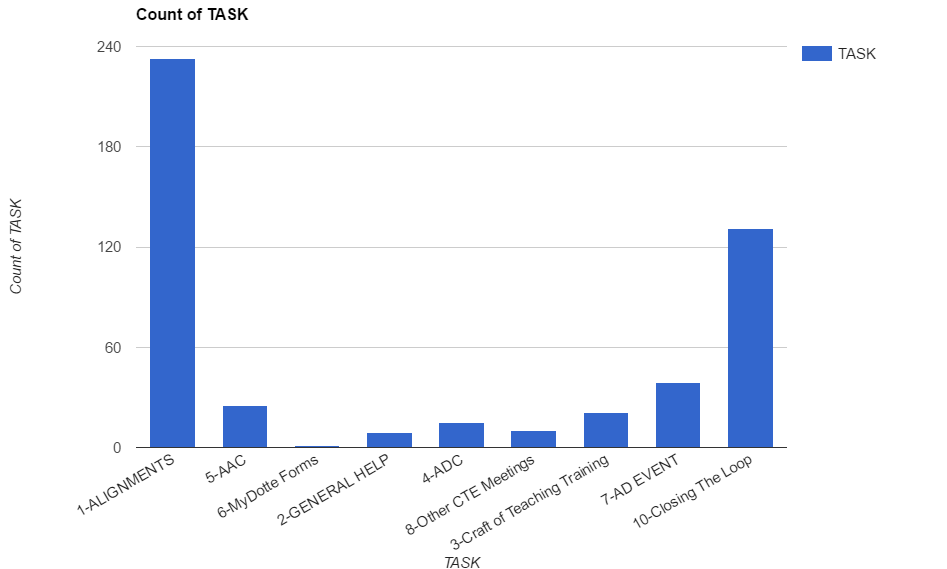 Count of TASK
TASK
240
180
120
60
0
Count of TASK
1-ALIGNMENTS
5-AAC
6-MyDotte Forms
2-GENERAL HELP
4-ADC
8-Other CTE Meetings
3-Craft of Teaching Training
7-AD EVENT
10-Closing The Loop
TASK